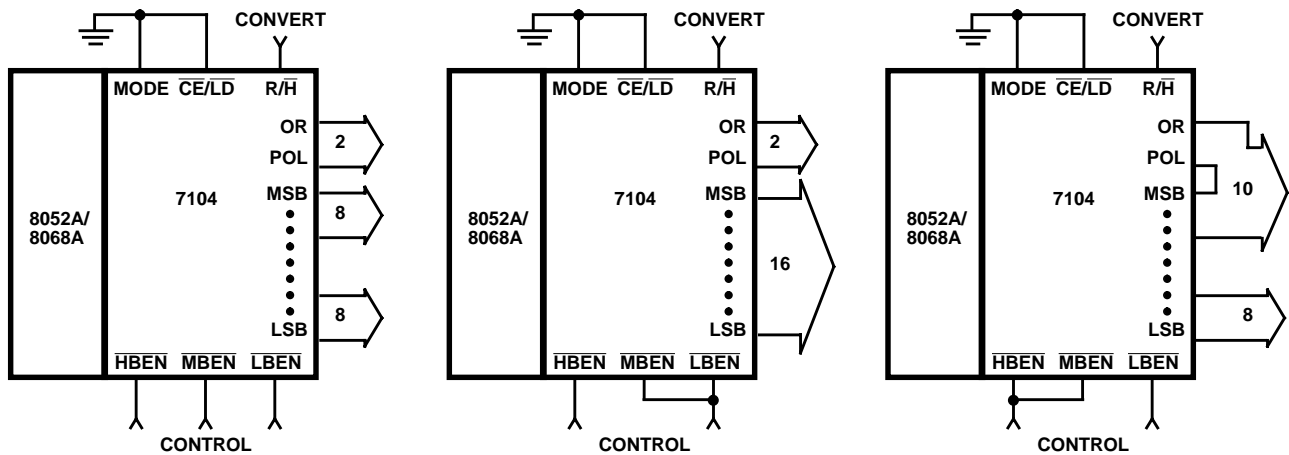 CONVERT
MODE CE/LD R/H
OR
2
POL
MSB
7104
8
8052A/
8068A
8
LSB
HBEN MBEN LBEN
CONTROL
CONVERT
MODE CE/LD R/H
OR
2
POL
MSB
7104
8052A/
8068A
16
LSB
HBEN MBEN LBEN
CONTROL
CONVERT
MODE CE/LD R/H
OR
POL
10
MSB
7104
8052A/
8068A
8
LSB
HBEN MBEN LBEN
CONTROL